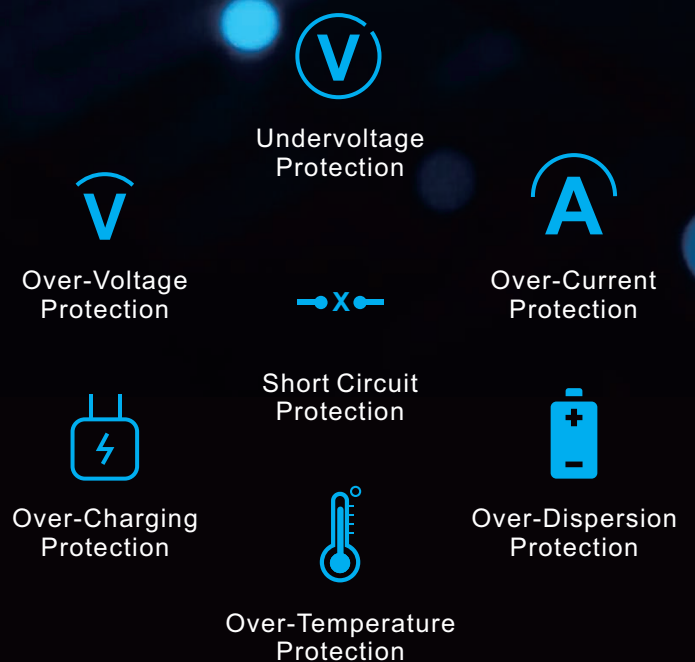 V
Undervoltage
Protection
V
Over-Voltage
Protection
A
Over-Current
Protection
X
Short Circuit
Protection
Over-Charging
Protection
+
-
Over-Dispersion
Protection
Over-Temperature
Protection